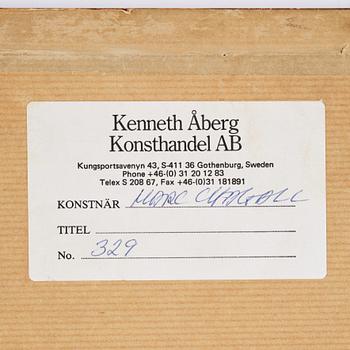 Kenneth Åberg
Konsthandel AB
Kungsportsavenyn 43, S-411 36 Gothenburg, Sweden
Phone +46-(0) 31 20 12 83
Telex S 208 67, Fax +46-(0)31 181891
KONSTNÄR MARC CHAGALL
TITEL
No. 329